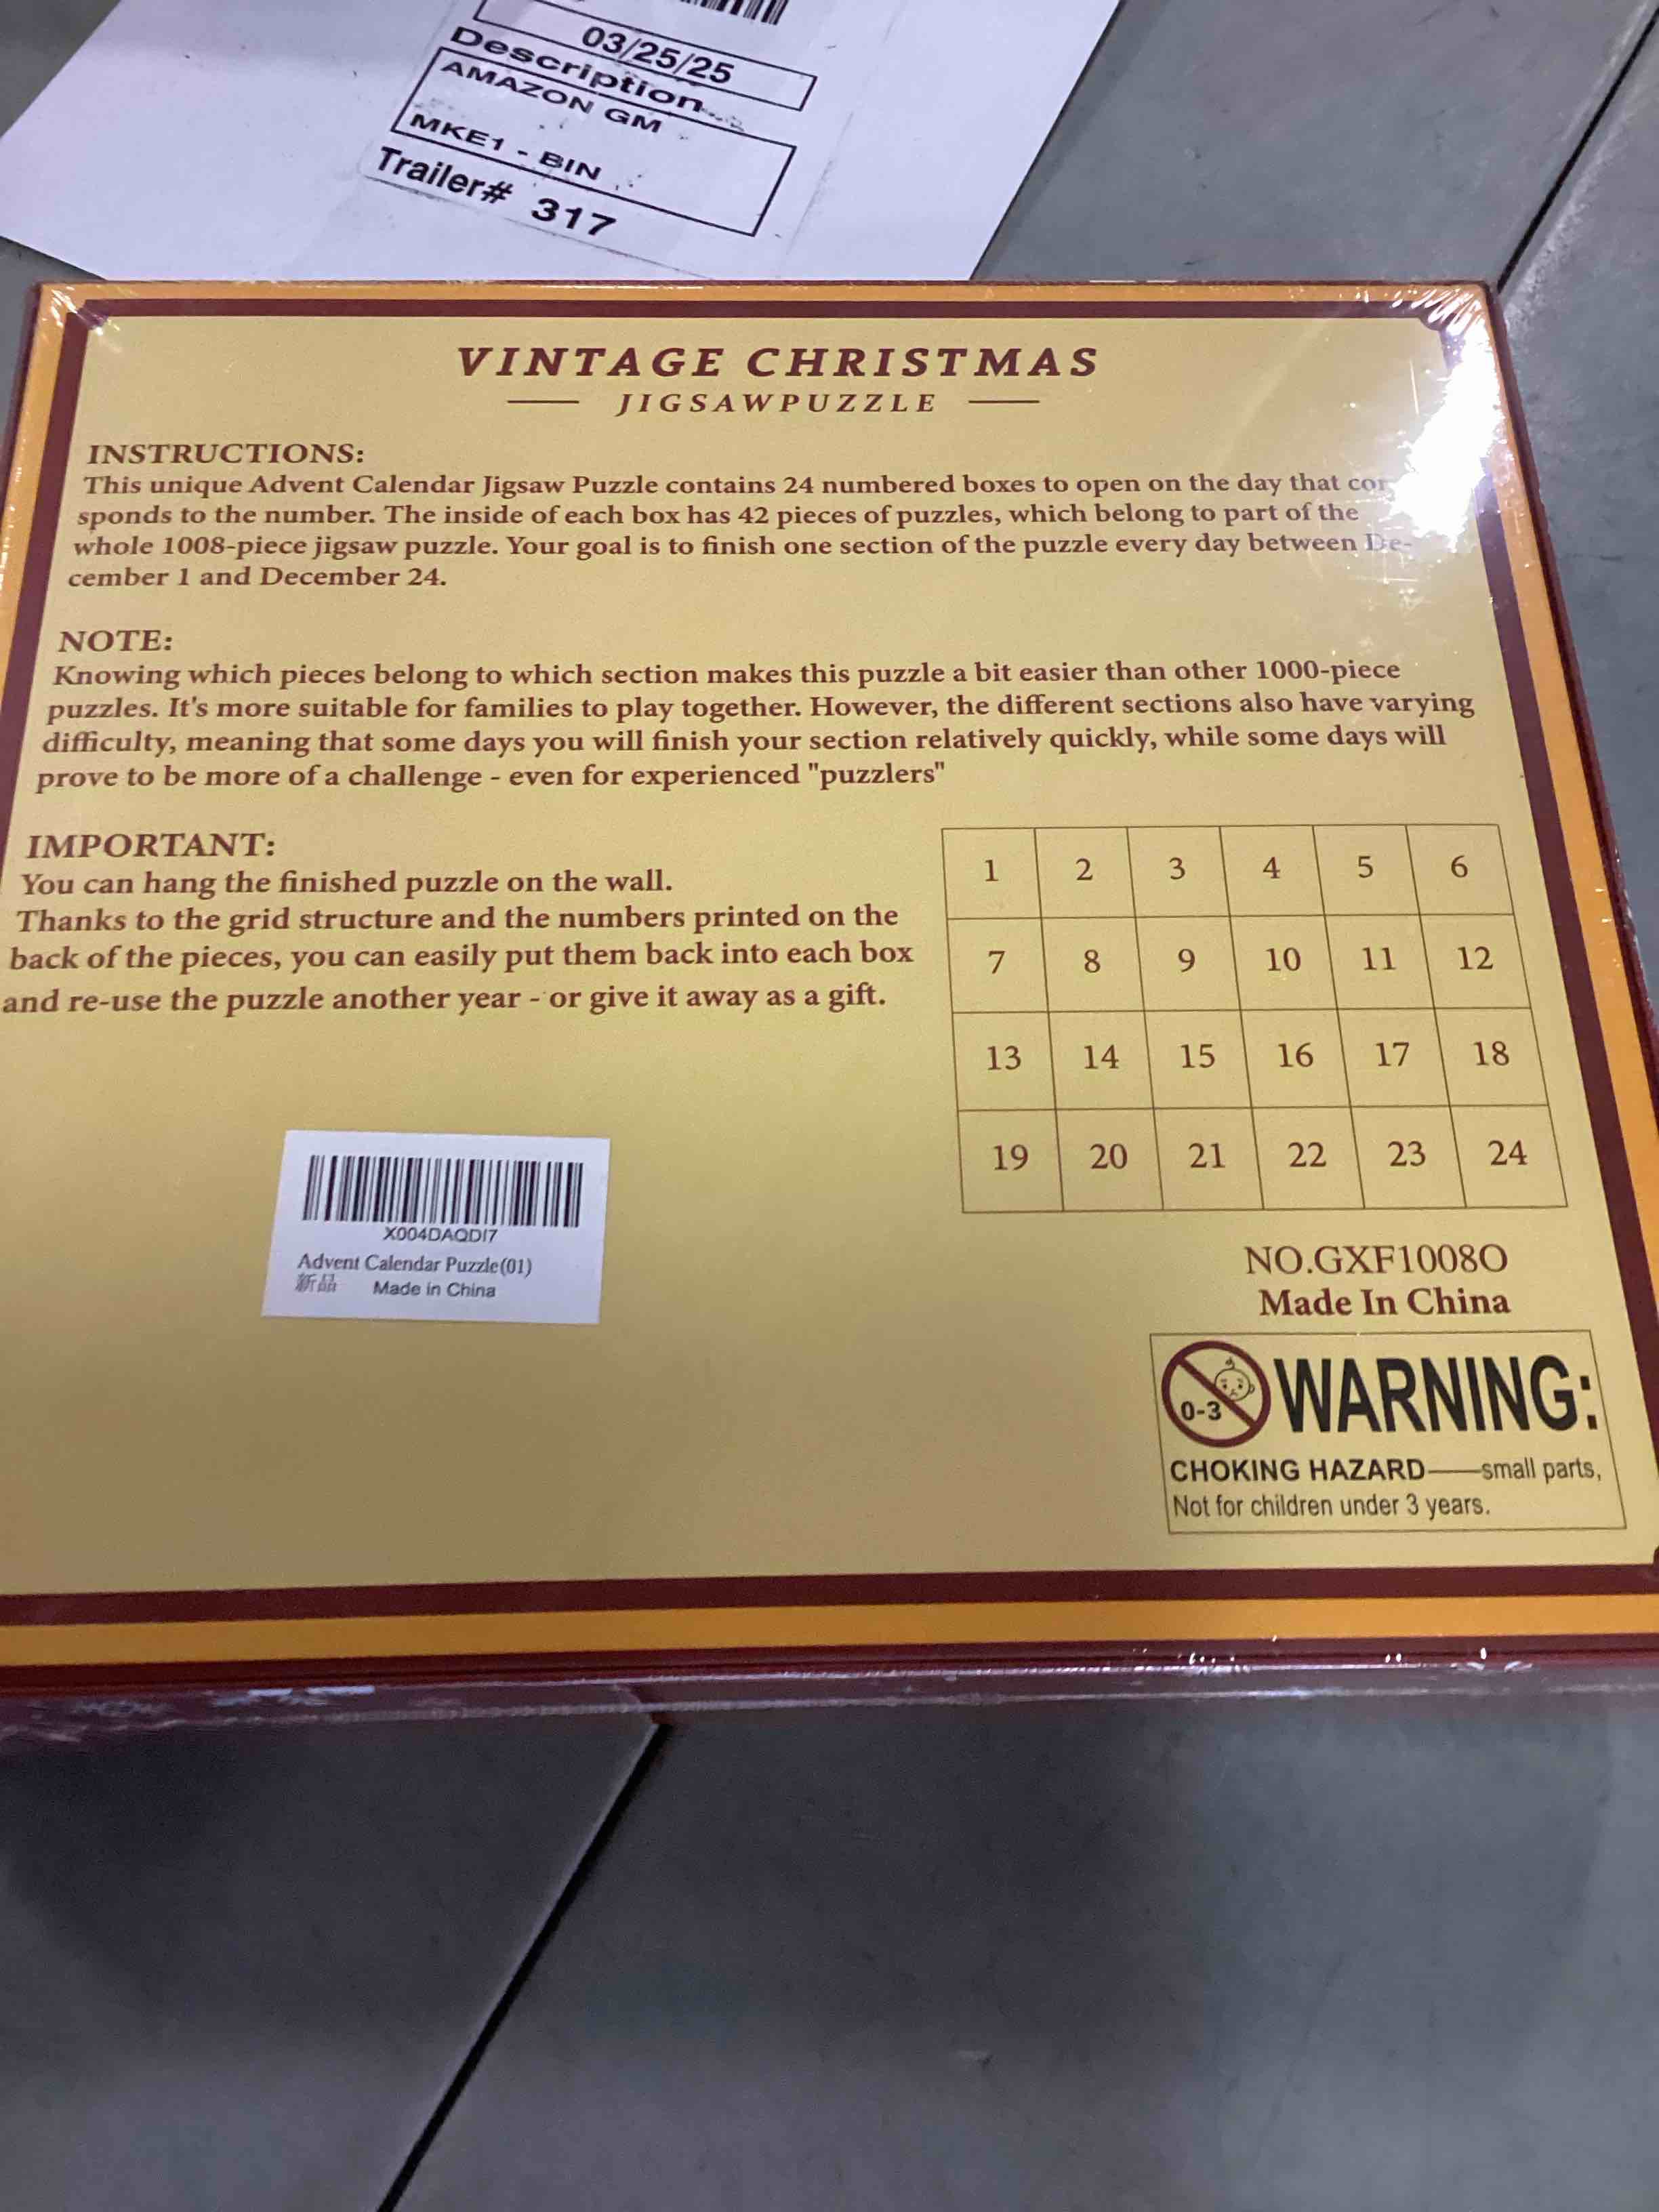 03/25/25
Description
AMAZON GM
MKE1 - BIN
Trailer# 317
VINTAGE CHRISTMAS
JIGSAWPUZZLE
INSTRUCTIONS:
This unique Advent Calendar Jigsaw Puzzle contains 24 numbered boxes to open on the day that
sponds to the number. The inside of each box has 42 pieces of puzzles, which belong to part of the
whole 1008-piece jigsaw puzzle. Your goal is to finish one section of the puzzle every day between De-
cember 1 and December 24.
NOTE:
Knowing which pieces belong to which section makes this puzzle a bit easier than other 1000-piece
puzzles. It's more suitable for families to play together. However, the different sections also have varying
difficulty, meaning that some days you will finish your section relatively quickly, while some days will
prove to be more of a challenge - even for experienced "puzzlers"
IMPORTANT:
You can hang the finished puzzle on the wall.
Thanks to the grid structure and the numbers printed on the
back of the pieces, you can easily put them back into each box
and re-use the puzzle another year - or give it away as a gift.
1 2 3 4 5 6
7 8 9 10 11 12
13 14 15 16 17 18
19 20 21 22 23 24
X004DAQDI7
Advent Calendar Puzzle(01)
新品 Made in China
NO.GXF1008O
Made In China
0-3 WARNING:
CHOKING HAZARD——small parts,
Not for children under 3 years.